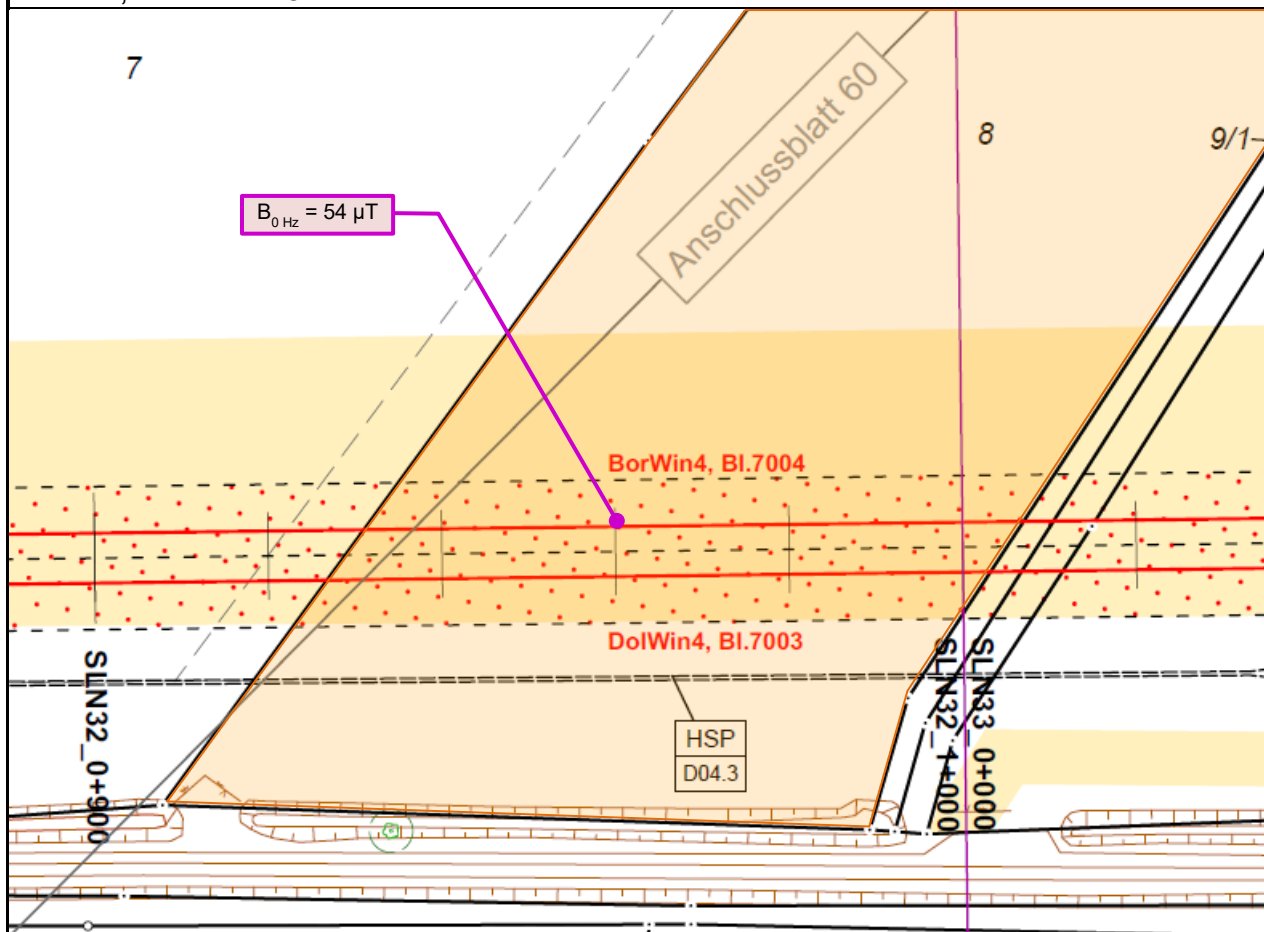 7
Anschlussblatt 60
8
9/1
B0 Hz = 54 µT
BorWin4, Bl.7004
DolWin4, Bl.7003
SLN32_0+900
SLN32_1+000
SLN33_0+000
HSP
D04.3